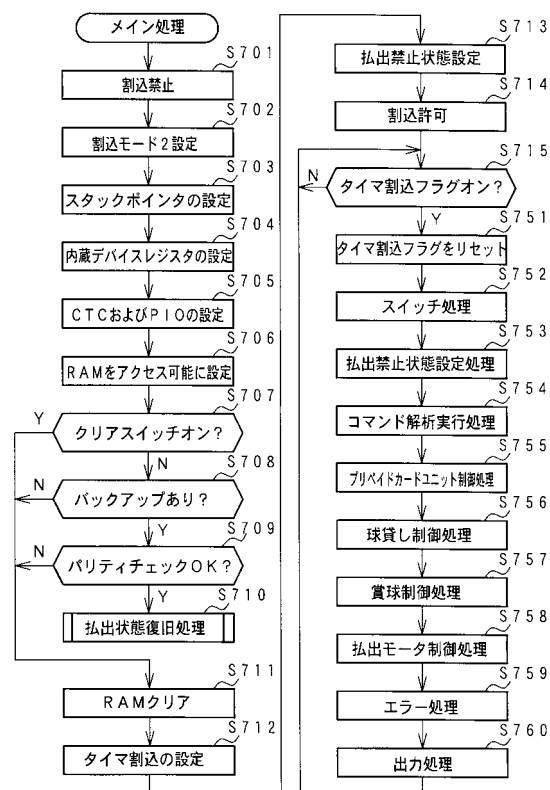 メイン処理
S701
割込禁止
S702
割込モード2設定
S703
スタックポインタの設定
S704
内蔵デバイスレジスタの設定
S705
CTCおよびPIOの設定
S706
RAMをアクセス可能に設定
S707
Y
クリアスイッチオン?
N
S708
N
バックアップあり?
Y
S709
N
パリティチェックOK?
Y
S710
払出状態復旧処理
S711
RAMクリア
S712
タイマ割込の設定
S713
払出禁止状態設定
S714
割込許可
S715
N
タイマ割込フラグオン?
Y
S751
タイマ割込フラグをリセット
S752
スイッチ処理
S753
払出禁止状態設定処理
S754
コマンド解析実行処理
S755
プリペイドカードユニット制御処理
S756
球貸し制御処理
S757
賞球制御処理
S758
払出モータ制御処理
S759
エラー処理
S760
出力処理